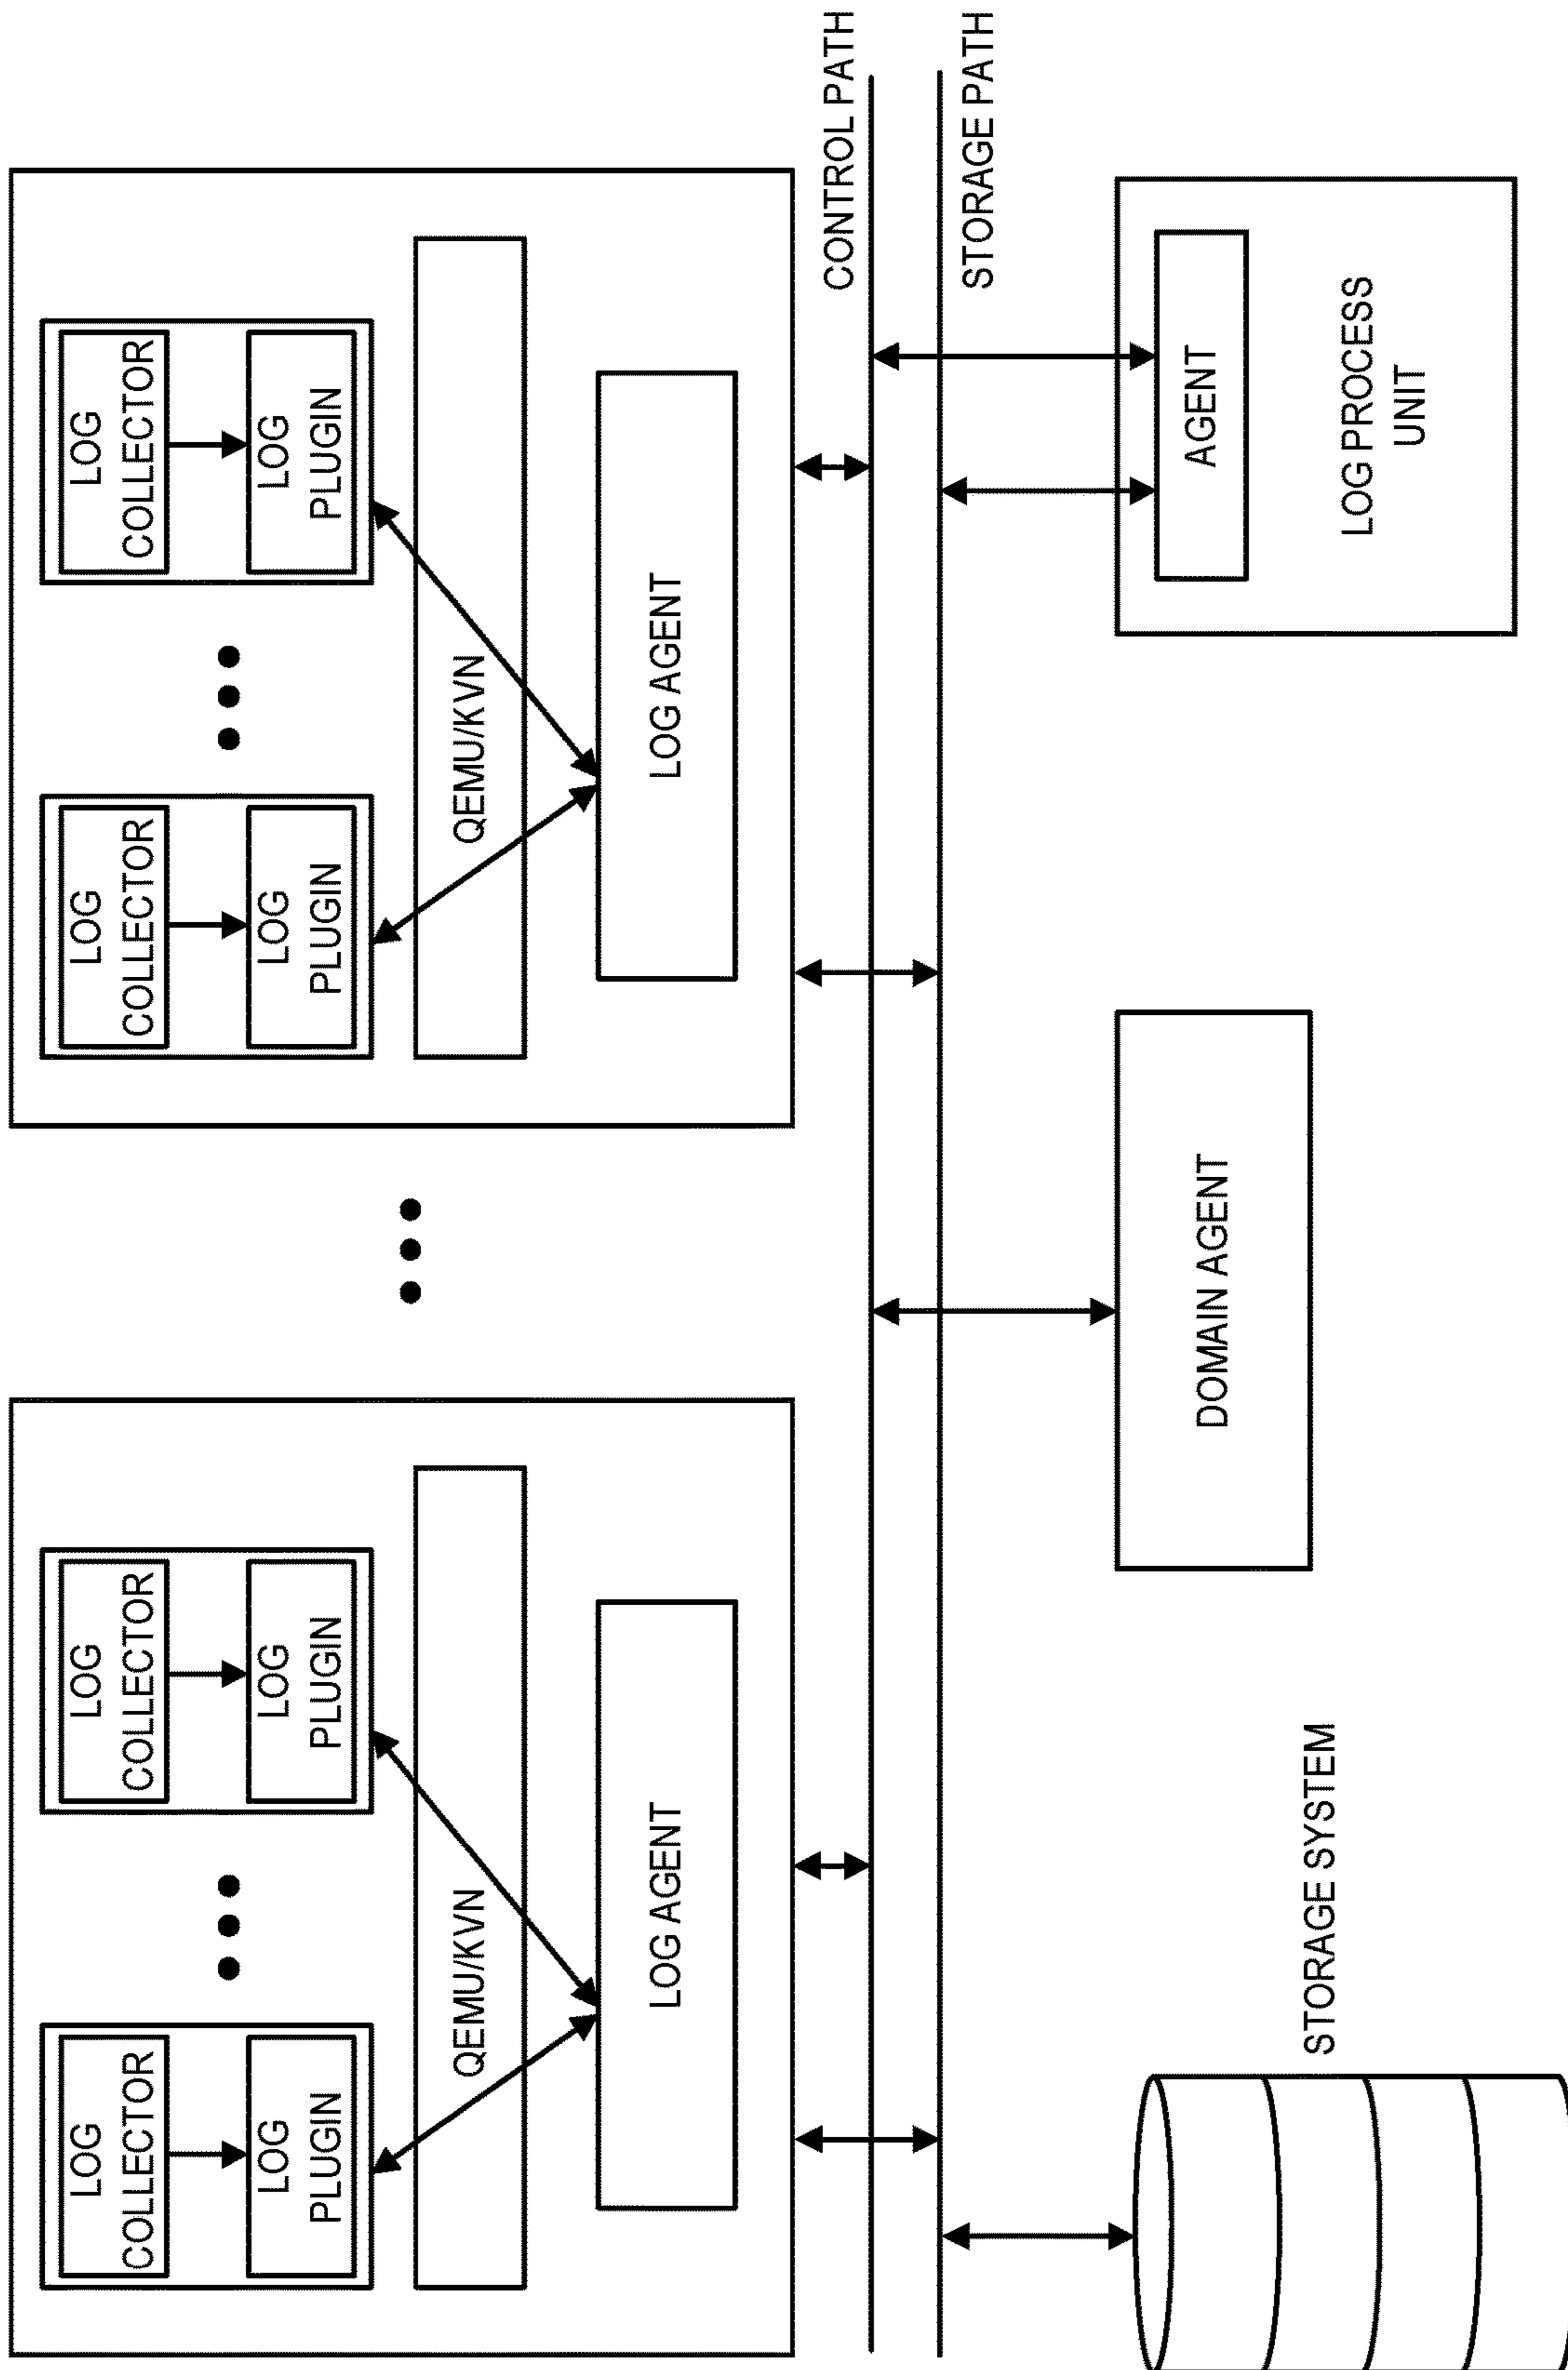 LOG
COLLECTOR
LOG
PLUGIN
LOG
COLLECTOR
LOG
PLUGIN
QEMU/KVN
LOG AGENT
LOG
COLLECTOR
LOG
PLUGIN
LOG
COLLECTOR
LOG
PLUGIN
QEMU/KVN
LOG AGENT
CONTROL PATH
STORAGE PATH
STORAGE SYSTEM
DOMAIN AGENT
AGENT
LOG PROCESS
UNIT